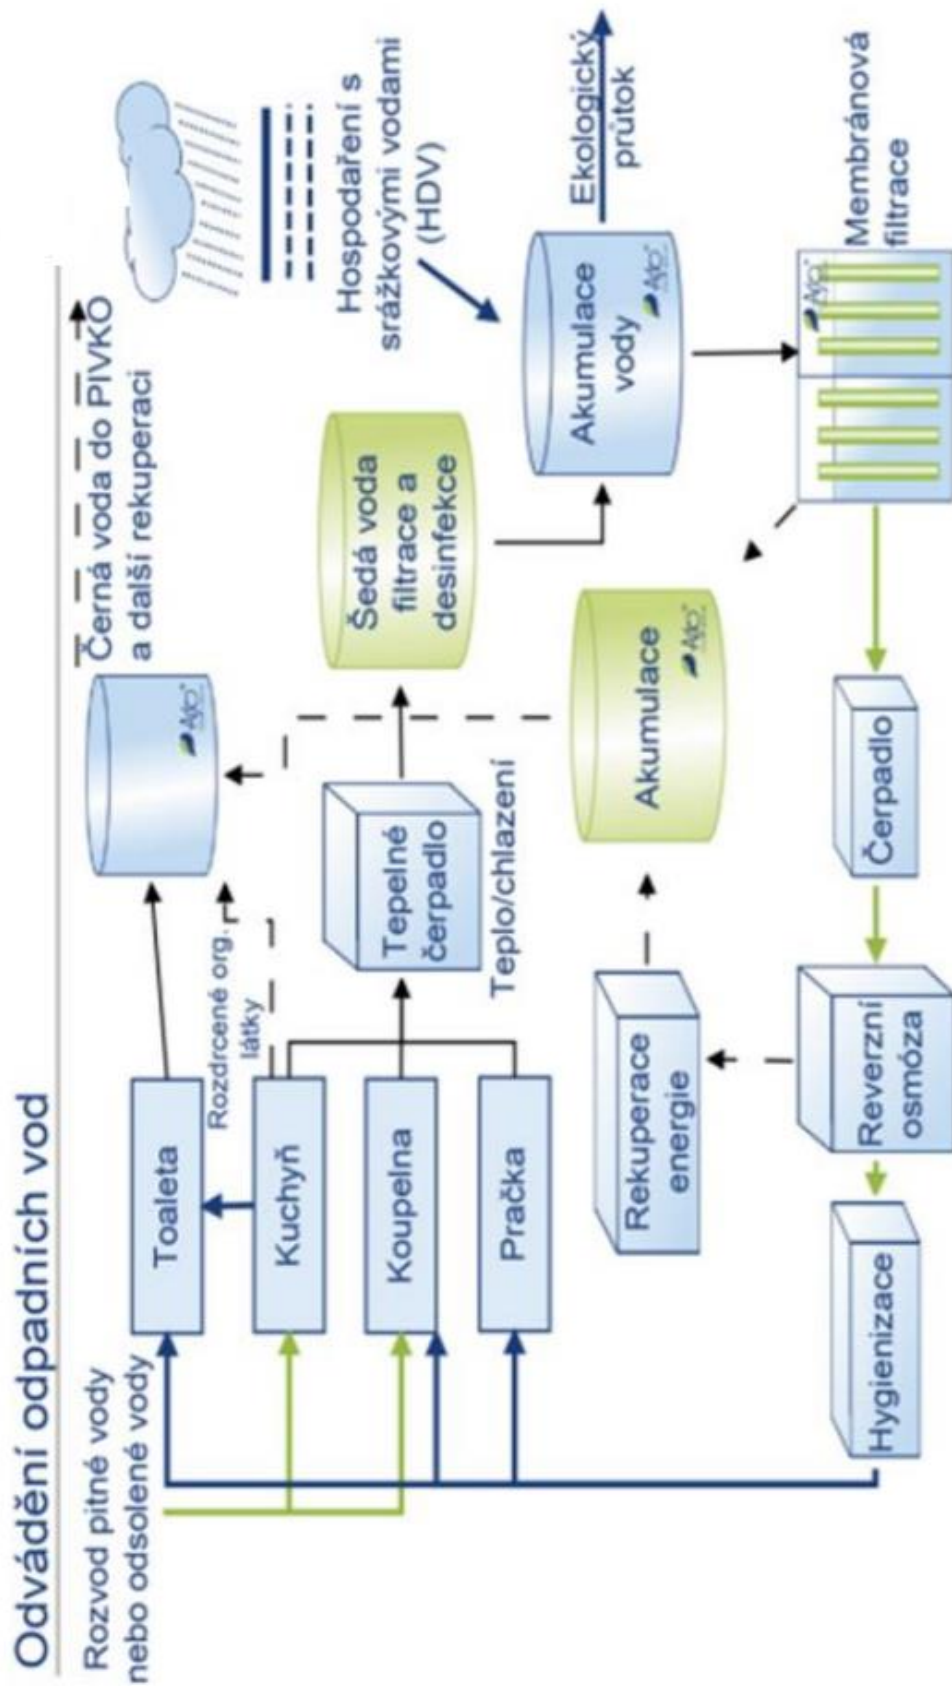 Odvádění odpadních vod
Rozvod pitné vody
nebo odsolené vody
Toaleta
Kuchyň
Koupelna
Pračka
Rozdrcené org.
látky
Černá voda do PIVKO
a další rekuperaci
Tepelné
čerpadlo
Teplo/chlazení
Šedá voda
filtrace a
desinfekce
Hospodaření s
srážkovými vodami
(HDV)
Akumulace
vody
Ekologický
průtok
Rekuperace
energie
Akumulace
Hygienizace
Reverzní
osmóza
Čerpadlo
Membránová
filtrace